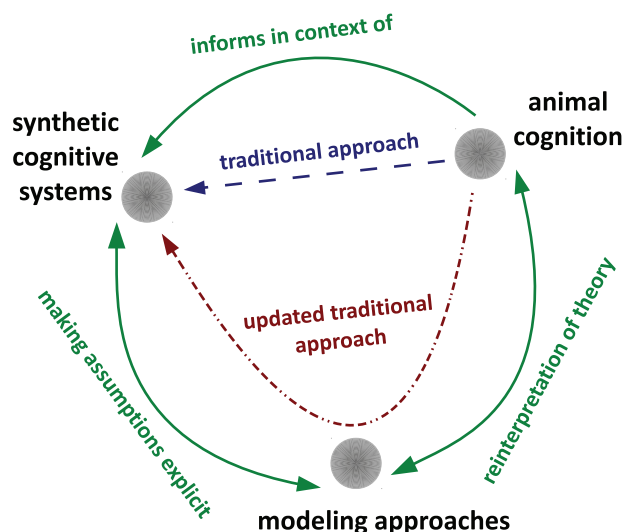 informs in context of
animal
cognition
synthetic
cognitive
systems
traditional approach
updated traditional
approach
making assumptions explicit
reinterpretation of theory
modeling approaches